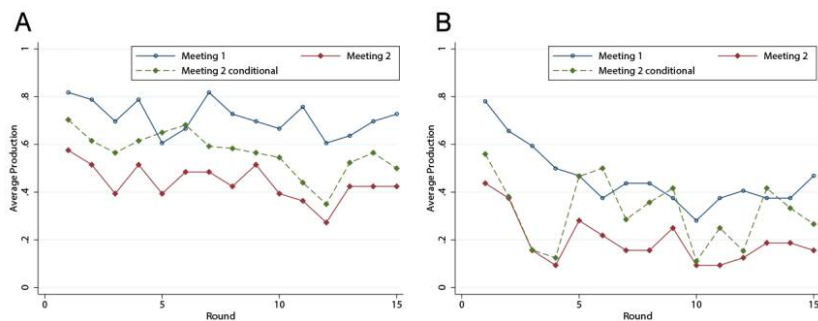 A
Meeting 1
Meeting 2
Meeting 2 conditional
Average Production
1
.8
.6
.4
.2
0
0
5
10
15
Round
B
Meeting 1
Meeting 2
Meeting 2 conditional
Average Production
1
.8
.6
.4
.2
0
0
5
10
15
Round